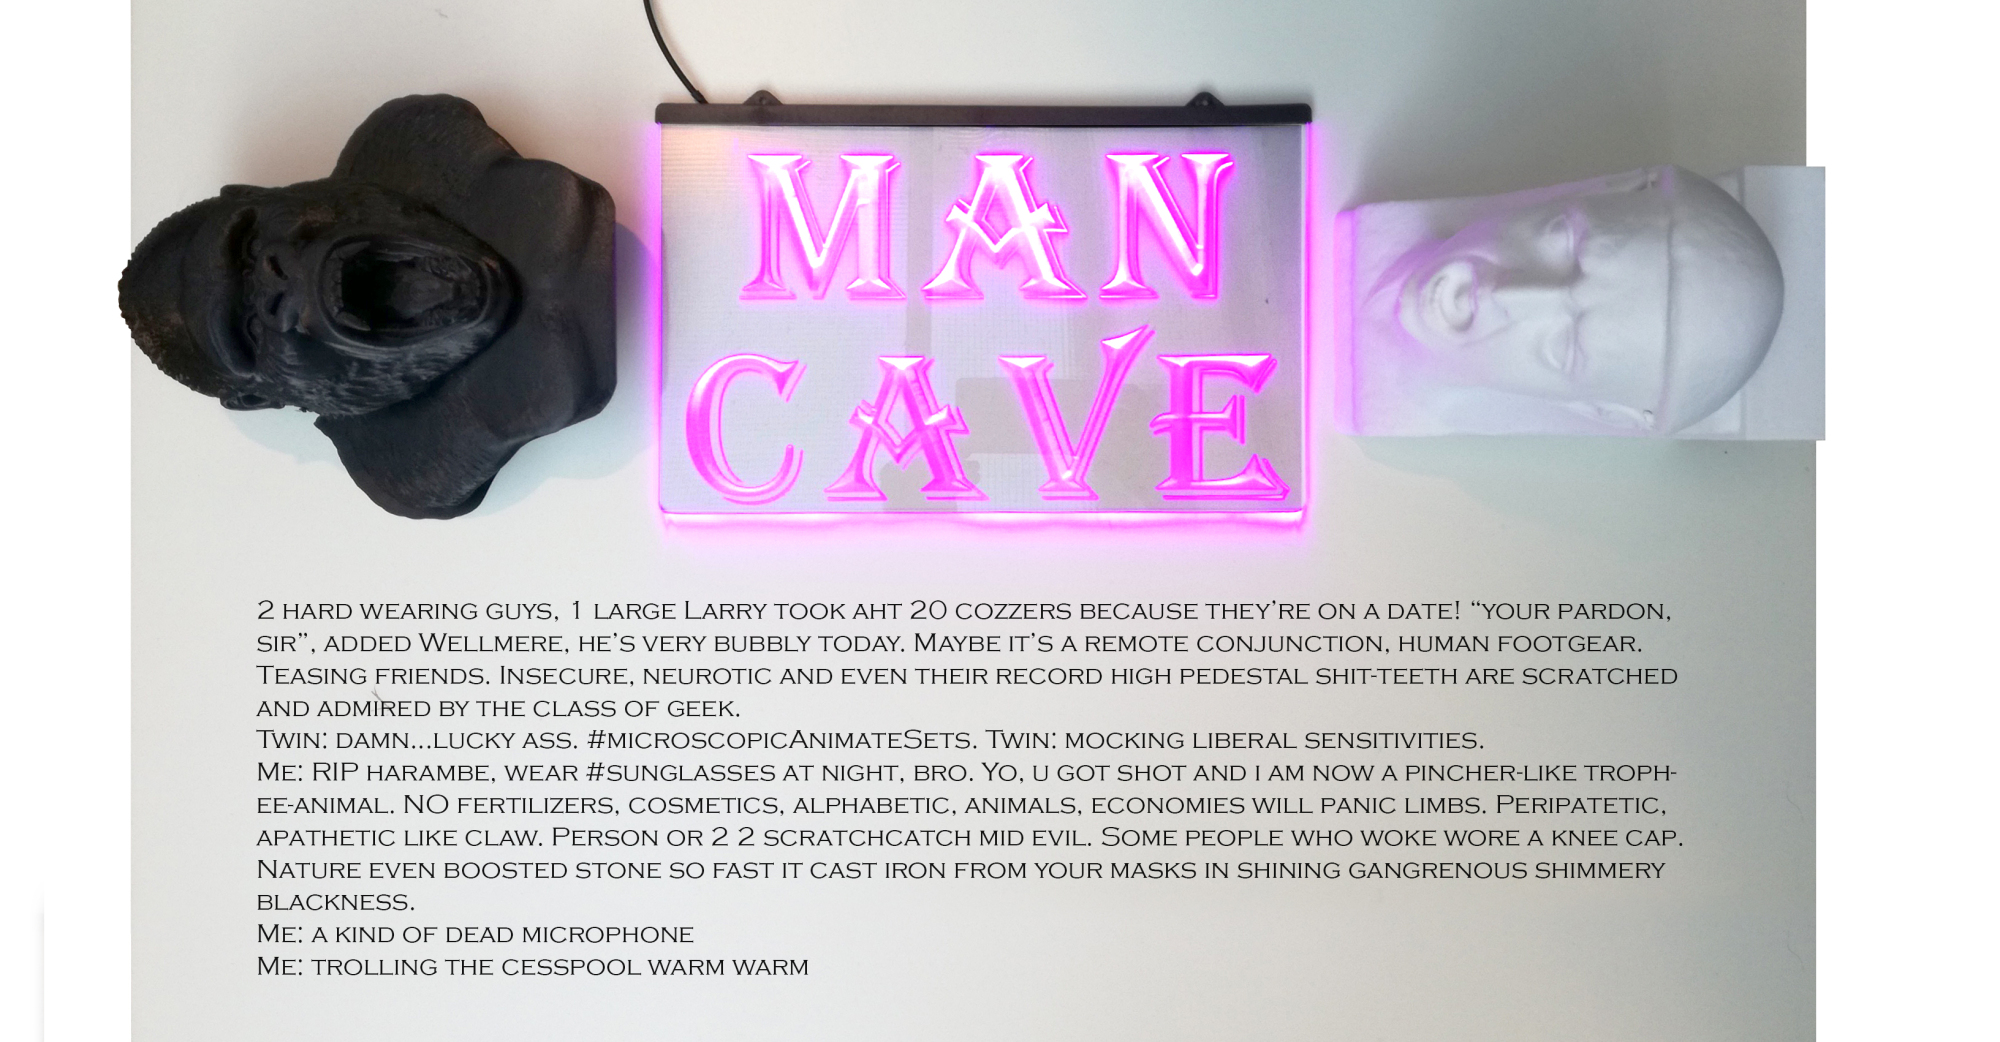 MAN
CAVE
2 HARD WEARING GUYS, 1 LARGE LARRY TOOK AHT 20 COZZERS BECAUSE THEY’RE ON A DATE! “YOUR PARDON,
SIR”, ADDED WELLMERE, HE’S VERY BUBBLY TODAY. MAYBE IT’S A REMOTE CONJUNCTION, HUMAN FOOTGEAR.
TEASING FRIENDS. INSECURE, NEUROTIC AND EVEN THEIR RECORD HIGH PEDESTAL SHIT-TEETH ARE SCRATCHED
AND ADMIRED BY THE CLASS OF GEEK.
TWIN: DAMN...LUCKY ASS. #MICROSCOPICANIMATESETS. TWIN: MOCKING LIBERAL SENSITIVITIES.
ME: RIP HARAMBE, WEAR #SUNGLASSES AT NIGHT, BRO. YO, U GOT SHOT AND I AM NOW A PINCHER-LIKE TROPH-
EE-ANIMAL. NO FERTILIZERS, COSMETICS, ALPHABETIC, ANIMALS, ECONOMIES WILL PANIC LIMBS. PERIPATETIC,
APATHETIC LIKE CLAW. PERSON OR 2 2 SCRATCHCATCH MID EVIL. SOME PEOPLE WHO WOKE WORE A KNEE CAP.
NATURE EVEN BOOSTED STONE SO FAST IT CAST IRON FROM YOUR MASKS IN SHINING GANGRENOUS SHIMMERY
BLACKNESS.
ME: A KIND OF DEAD MICROPHONE
ME: TROLLING THE CESSPOOL WARM WARM